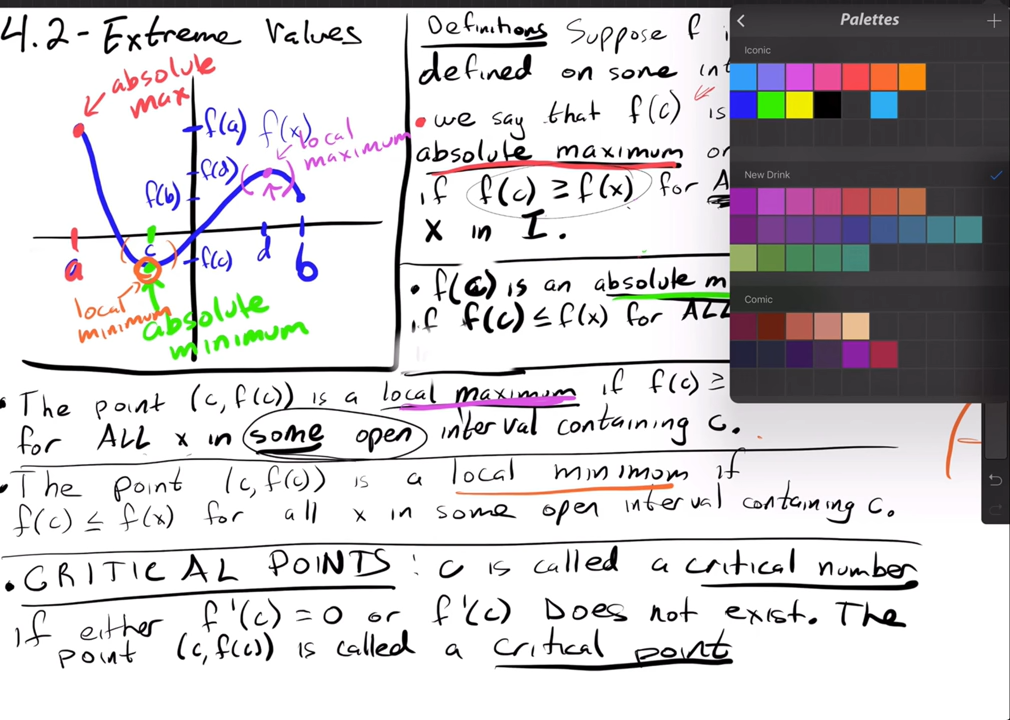 4.2 - Extreme Values
absolute
max
f(a)
f(x)
local
maximum
f(d)
f(b)
a
c
f(c)
d
b
local
minimum
absolute
minimum
Definitions Suppose f i
defined on some int
• we say that f(c) is
absolute maximum or
if f(c) ≥ f(x) for A
x in I.
• f(c) is an absolute m
if f(c) ≤ f(x) for ALL
• The point (c, f(c)) is a local maximum if f(c) ≥
for ALL x in some open interval containing c.
• The point (c, f(c)) is a local minimum if
f(c) ≤ f(x) for all x in some open interval containing c.
• CRITICAL POINTS : c is called a critical number
if either f'(c) = 0 or f'(c) Does not exist. The
point (c, f(c)) is called a critical point
Palettes
Iconic
New Drink
Comic